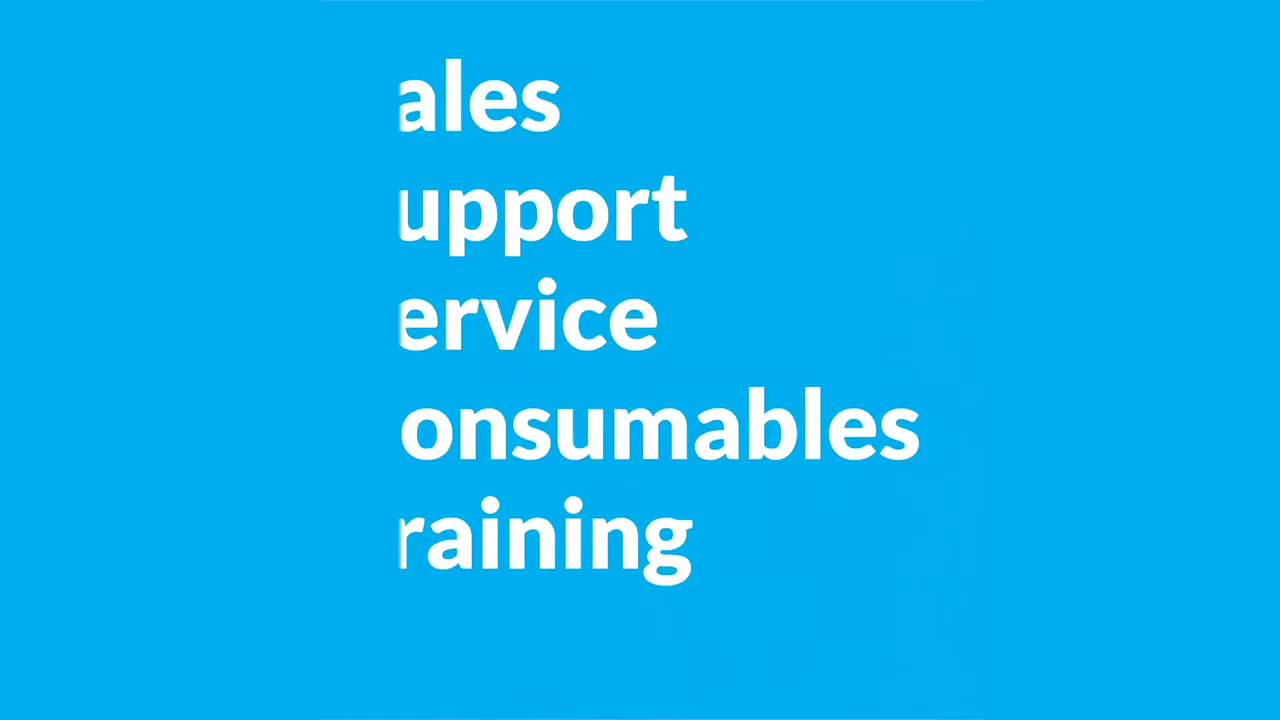 ales
upport
ervice
onsumables
raining